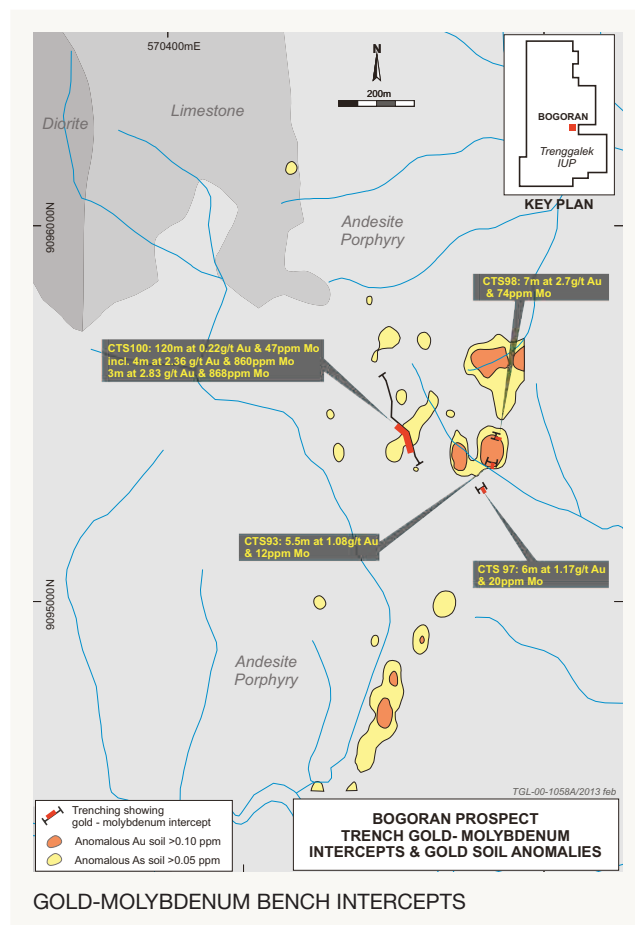 570400mE
N
200m
Diorite
Limestone
BOGORAN
Trenggalek
IUP
KEY PLAN
9096000N
Andesite
Porphyry
CTS98: 7m at 2.7g/t Au
& 74ppm Mo
CTS100: 120m at 0.22g/t Au & 47ppm Mo
incl. 4m at 2.36 g/t Au & 860ppm Mo
3m at 2.83 g/t Au & 868ppm Mo
CTS93: 5.5m at 1.08g/t Au
& 12ppm Mo
CTS 97: 6m at 1.17g/t Au
& 20ppm Mo
9095000N
Andesite
Porphyry
TGL-00-1058A/2013 feb
Trenching showing
gold - molybdenum intercept
Anomalous Au soil >0.10 ppm
Anomalous As soil >0.05 ppm
BOGORAN PROSPECT
TRENCH GOLD- MOLYBDENUM
INTERCEPTS & GOLD SOIL ANOMALIES
GOLD-MOLYBDENUM BENCH INTERCEPTS